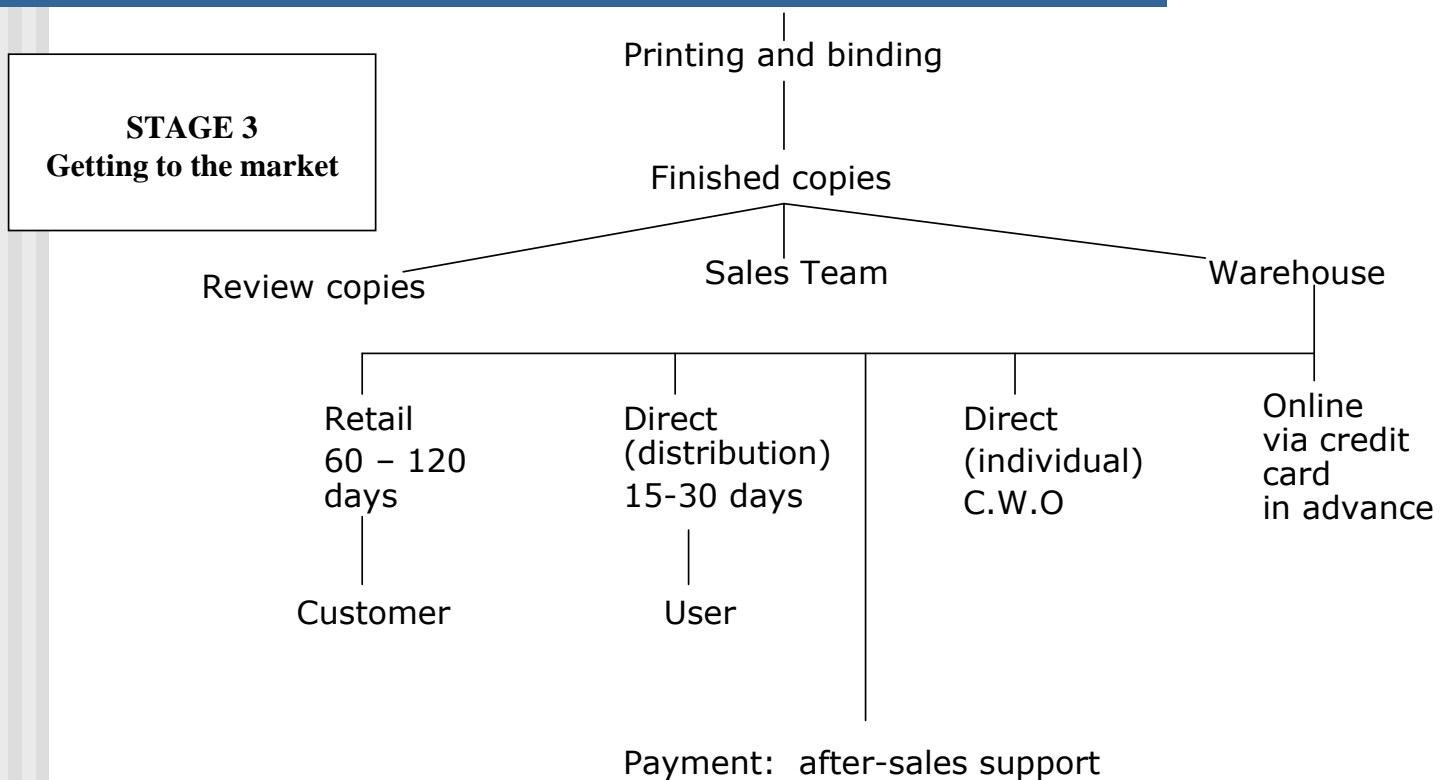 Printing and binding
STAGE 3
Getting to the market
Finished copies
Review copies
Sales Team
Warehouse
Retail
60 – 120
days
Direct
(distribution)
15-30 days
Direct
(individual)
C.W.O
Online
via credit
card
in advance
Customer
User
Payment:  after-sales support